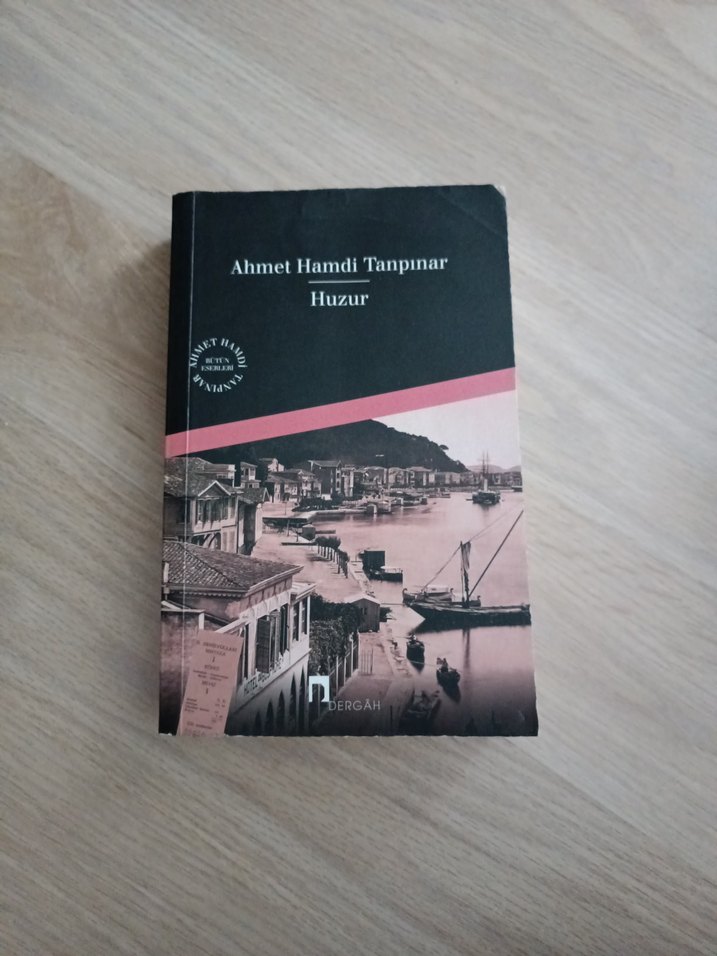 Ahmet Hamdi Tanpınar
Huzur
AHMET HAMDİ TANPINAR
BÜTÜN
ESERLERİ
DERGÂH